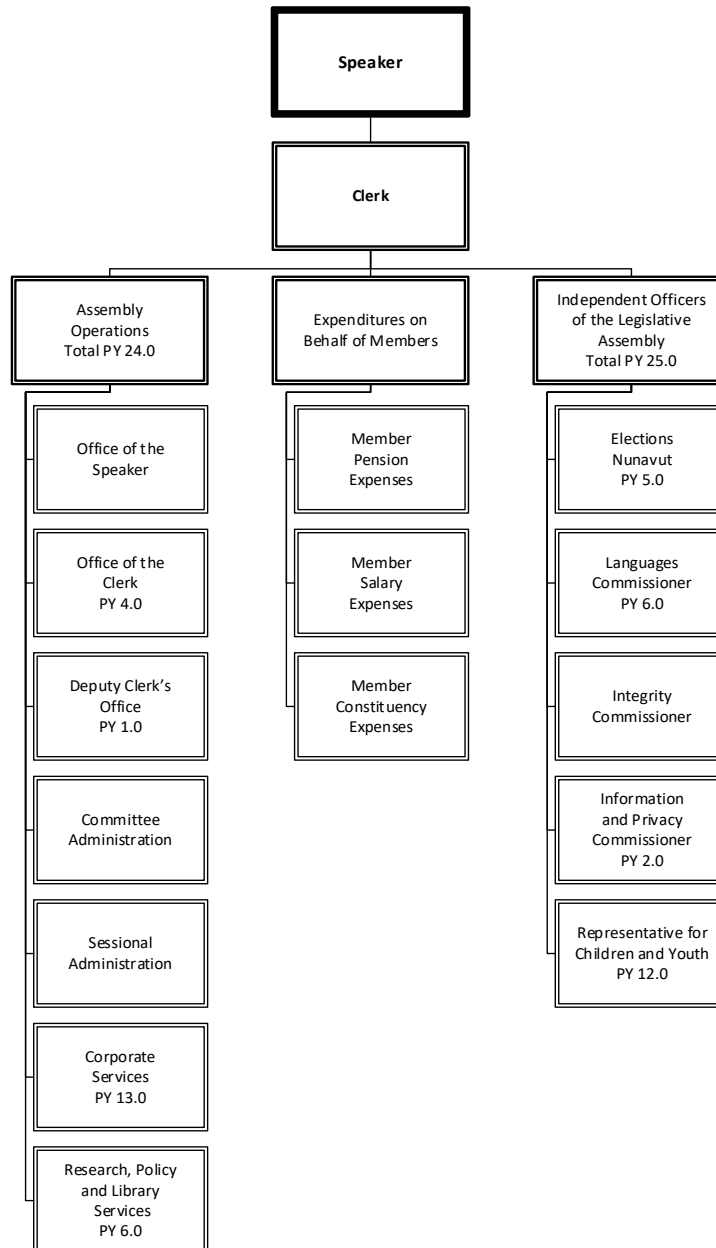 Speaker
Clerk
Assembly
Operations
Total PY 24.0
Expenditures on
Behalf of Members
Independent Officers
of the Legislative
Assembly
Total PY 25.0
Office of the
Speaker
Office of the
Clerk
PY 4.0
Deputy Clerk's
Office
PY 1.0
Committee
Administration
Sessional
Administration
Corporate
Services
PY 13.0
Research, Policy
and Library
Services
PY 6.0
Member
Pension
Expenses
Member
Salary
Expenses
Member
Constituency
Expenses
Elections
Nunavut
PY 5.0
Languages
Commissioner
PY 6.0
Integrity
Commissioner
Information
and Privacy
Commissioner
PY 2.0
Representative for
Children and Youth
PY 12.0